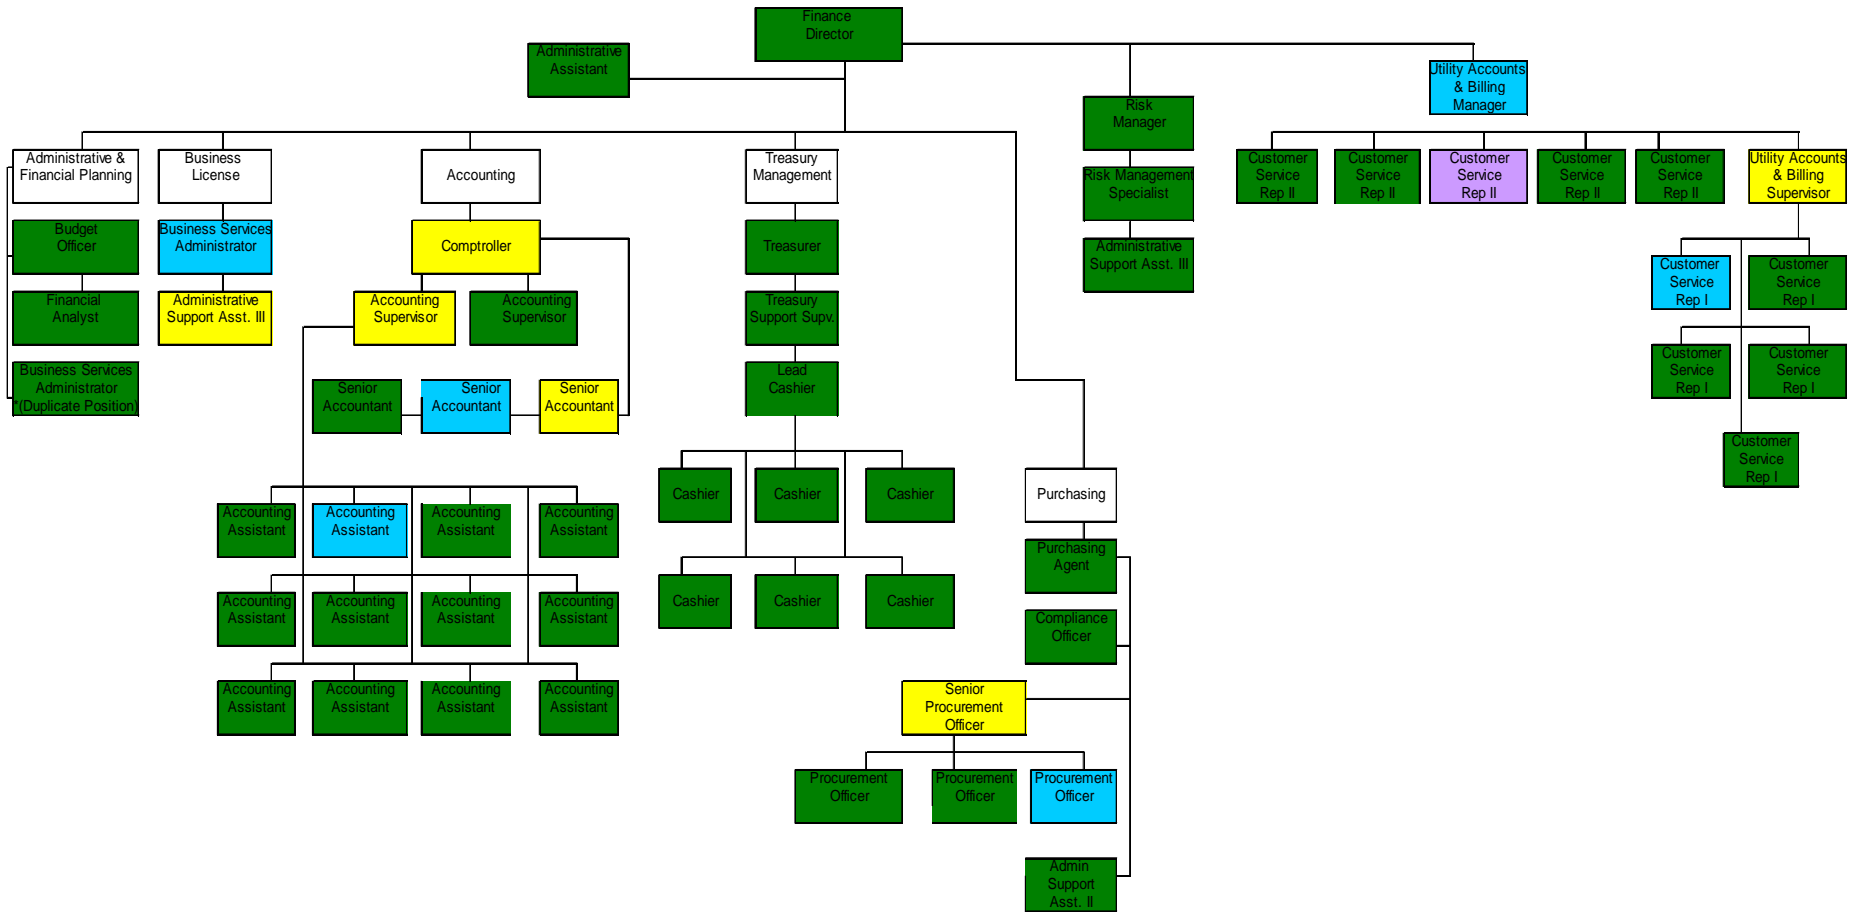 Finance
Director
Administrative
Assistant
Utility Accounts
& Billing
Manager
Risk
Manager
Administrative &
Financial Planning
Business
License
Accounting
Treasury
Management
Customer
Service
Rep II
Customer
Service
Rep II
Customer
Service
Rep II
Customer
Service
Rep II
Customer
Service
Rep II
Utility Accounts
& Billing
Supervisor
Risk Management
Specialist
Budget
Officer
Business Services
Administrator
Comptroller
Treasurer
Administrative
Support Asst. III
Customer
Service
Rep I
Customer
Service
Rep I
Financial
Analyst
Administrative
Support Asst. III
Accounting
Supervisor
Accounting
Supervisor
Treasury
Support Supv.
Customer
Service
Rep I
Customer
Service
Rep I
Business Services
Administrator
*(Duplicate Position)
Senior
Accountant
Senior
Accountant
Senior
Accountant
Lead
Cashier
Customer
Service
Rep I
Cashier
Cashier
Cashier
Purchasing
Accounting
Assistant
Accounting
Assistant
Accounting
Assistant
Accounting
Assistant
Purchasing
Agent
Cashier
Cashier
Cashier
Accounting
Assistant
Accounting
Assistant
Accounting
Assistant
Accounting
Assistant
Compliance
Officer
Accounting
Assistant
Accounting
Assistant
Accounting
Assistant
Accounting
Assistant
Senior
Procurement
Officer
Procurement
Officer
Procurement
Officer
Procurement
Officer
Admin
Support
Asst. II